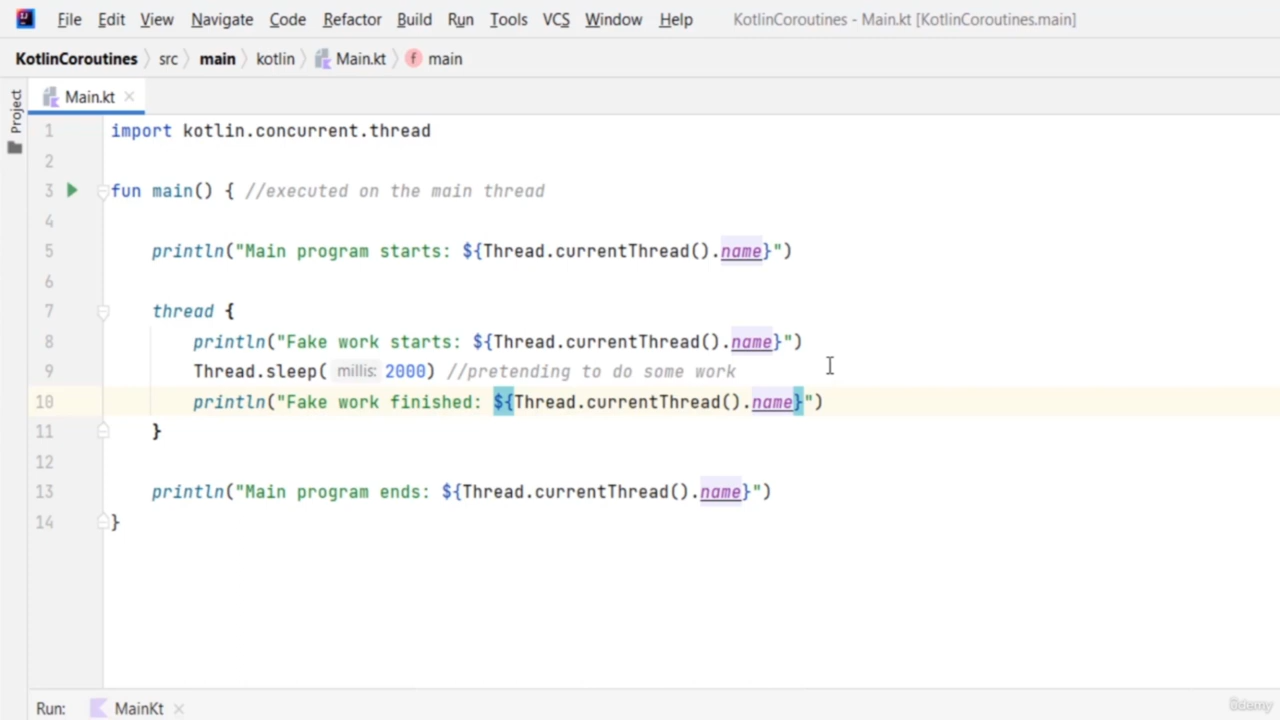 File Edit View Navigate Code Refactor Build Run Tools VCS Window Help KotlinCoroutines - Main.kt [KotlinCoroutines.main]
KotlinCoroutines src main kotlin Main.kt f main
Project
Main.kt
1 import kotlin.concurrent.thread
2
3 fun main() { //executed on the main thread
4
5 println("Main program starts: ${Thread.currentThread().name}")
6
7 thread {
8 println("Fake work starts: ${Thread.currentThread().name}")
9 Thread.sleep( millis: 2000) //pretending to do some work
10 println("Fake work finished: ${Thread.currentThread().name}")
11 }
12
13 println("Main program ends: ${Thread.currentThread().name}")
14 }
Run: MainKt
ûdemy